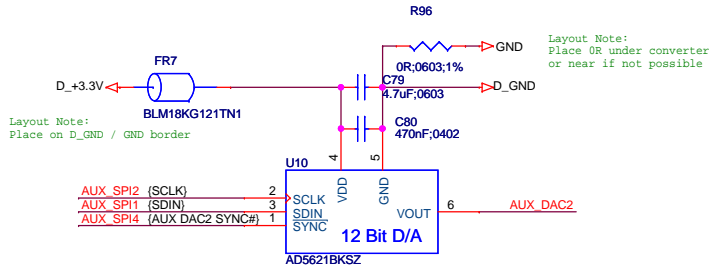 R96
GND
Layout Note:
Place 0R under converter
or near if not possible
0R;0603;1%
FR7
D_+3.3V
C79
4.7uF;0603
D_GND
BLM18KG121TN1
Layout Note:
Place on D_GND / GND border
C80
470nF;0402
U10
4
5
VDD
GND
AUX_SPI2 {SCLK} 2 SCLK
AUX_SPI1 {SDIN} 3 SDIN
AUX_SPI4 {AUX DAC2 SYNC#} 1 SYNC
VOUT 6 AUX_DAC2
12 Bit D/A
AD5621BKSZ